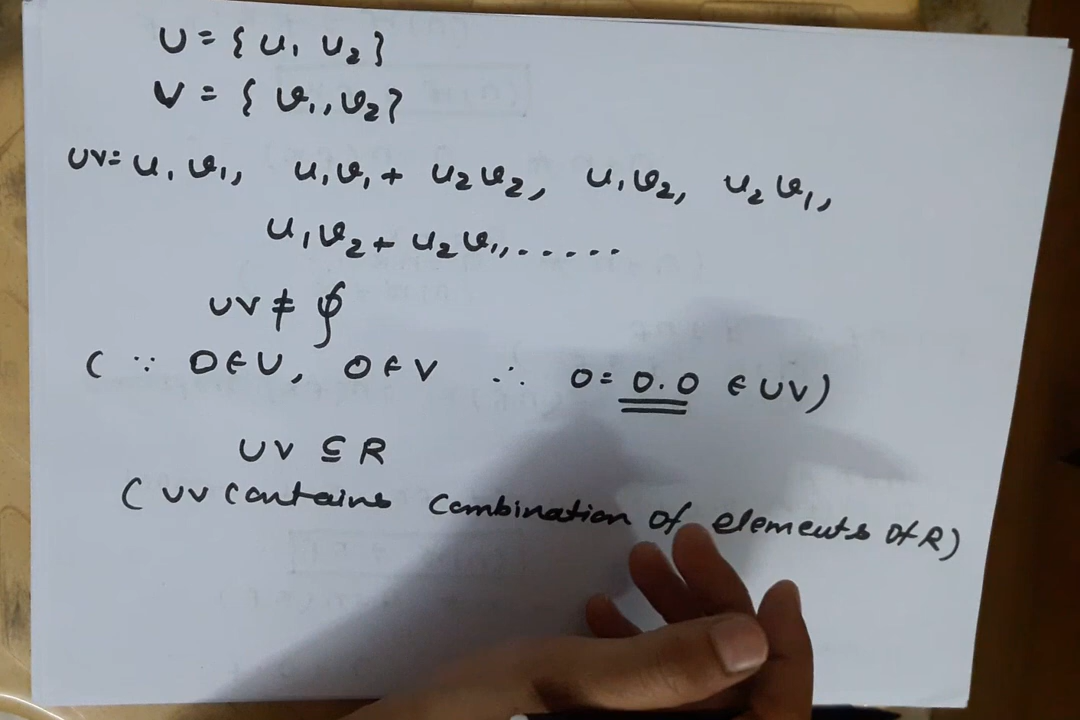 U = { u₁ u₂ }
V = { v₁, v₂ }
UV = u₁ v₁, u₁v₁ + u₂v₂, u₁v₂, u₂v₁,
u₁v₂ + u₂v₁, . . . . . .
UV ≠ ϕ
( ∵ 0 ∈ U, 0 ∈ V ∴ 0 = 0.0 ∈ UV )
UV ⊆ R
( UV contains combination of elements of R )